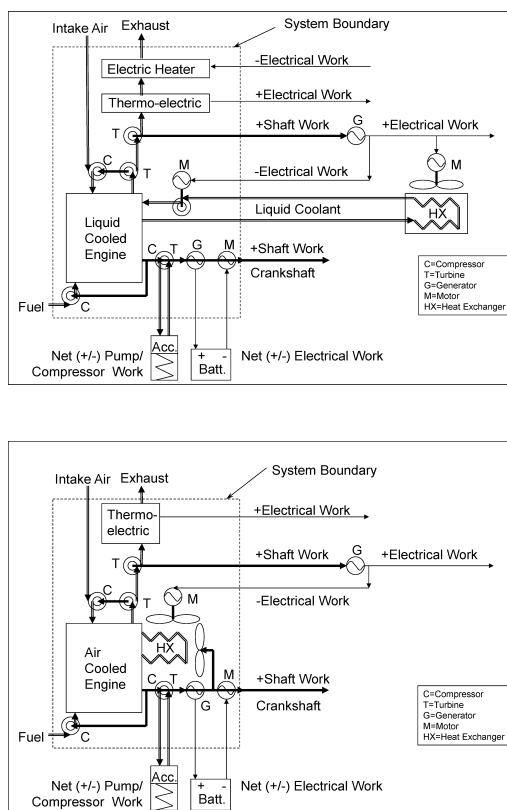 Intake Air Exhaust System Boundary
Electric Heater -Electrical Work
Thermo-electric +Electrical Work
T +Shaft Work G +Electrical Work
C T M -Electrical Work M
Liquid Coolant HX
Liquid
Cooled
Engine
C T G M +Shaft Work
Crankshaft
Fuel C
Net (+/-) Pump/
Compressor Work
Acc.
+ -
Batt.
Net (+/-) Electrical Work
C=Compressor
T=Turbine
G=Generator
M=Motor
HX=Heat Exchanger
Intake Air Exhaust System Boundary
Thermo-
electric
+Electrical Work
T +Shaft Work G +Electrical Work
C T M -Electrical Work
HX
Air
Cooled
Engine
C T G M +Shaft Work
Crankshaft
Fuel C
Net (+/-) Pump/
Compressor Work
Acc.
+ -
Batt.
Net (+/-) Electrical Work
C=Compressor
T=Turbine
G=Generator
M=Motor
HX=Heat Exchanger